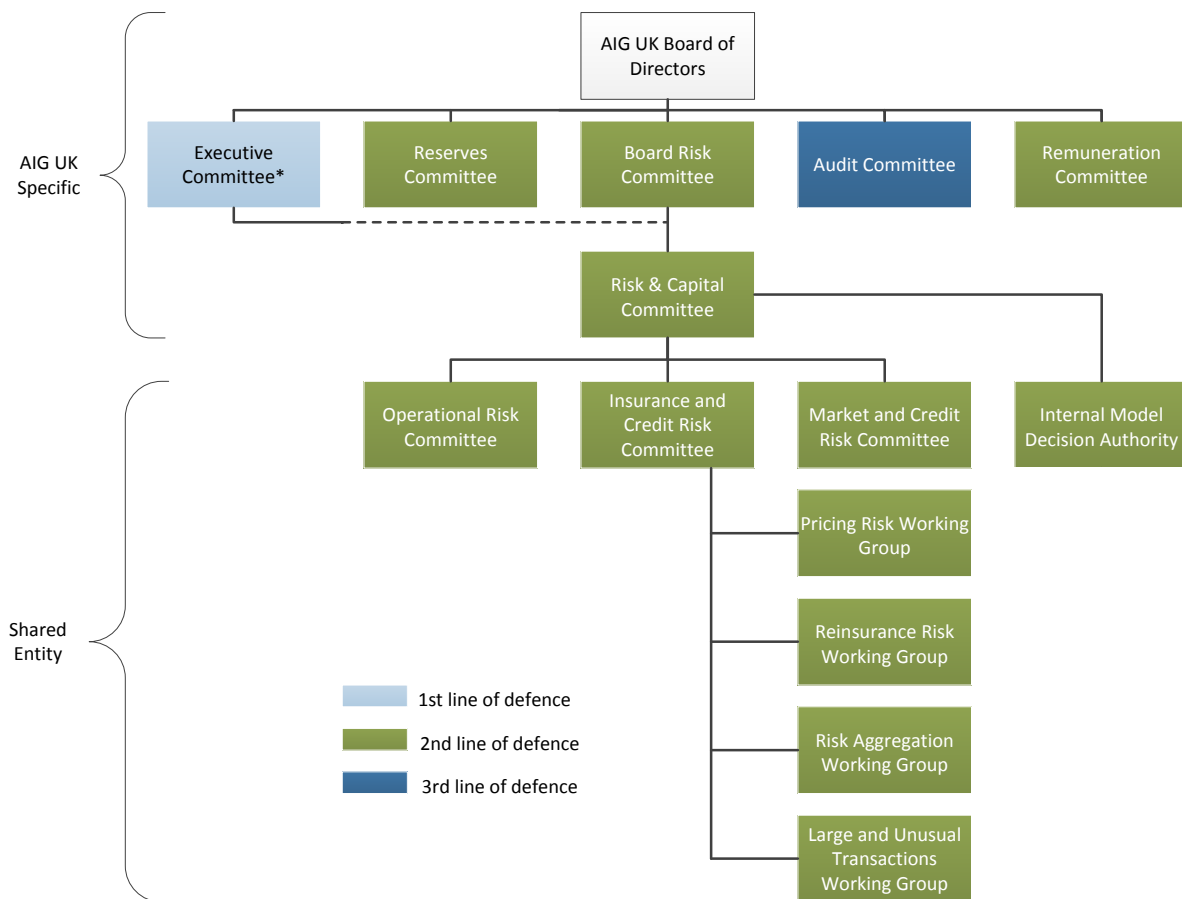 AIG UK Board of
Directors
Executive
Committee*
Reserves
Committee
Board Risk
Committee
Audit Committee
Remuneration
Committee
AIG UK
Specific
Risk & Capital
Committee
Operational Risk
Committee
Insurance and
Credit Risk
Committee
Market and Credit
Risk Committee
Internal Model
Decision Authority
Pricing Risk Working
Group
Reinsurance Risk
Working Group
Shared
Entity
1st line of defence
2nd line of defence
3rd line of defence
Risk Aggregation
Working Group
Large and Unusual
Transactions
Working Group